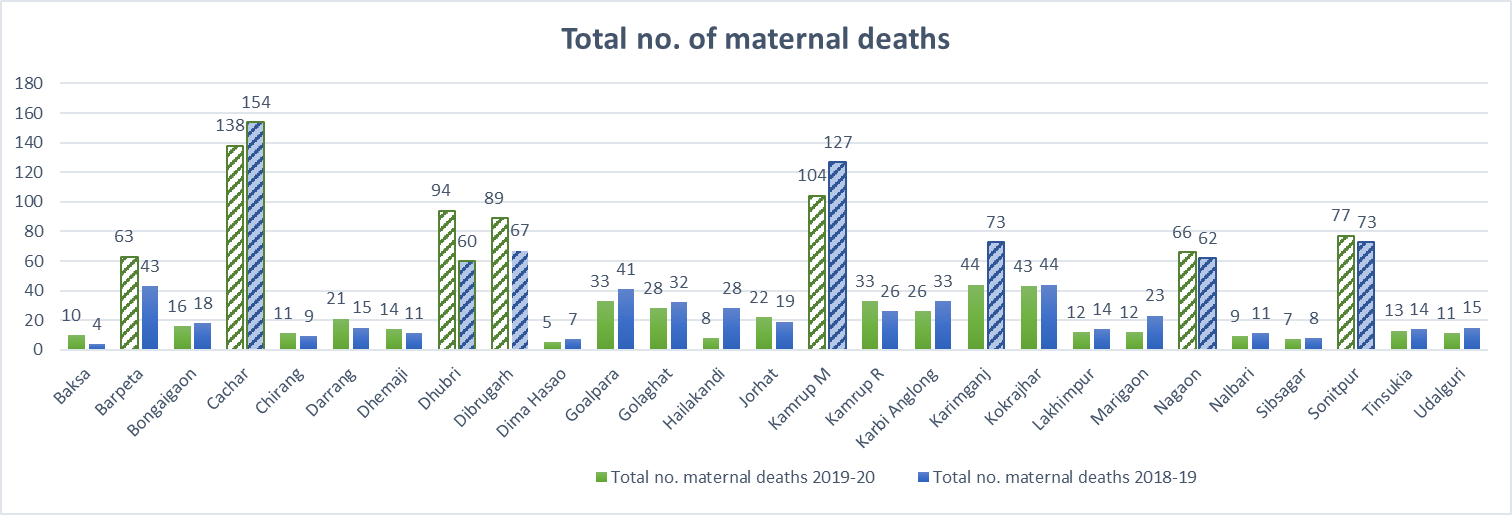 Total no. of maternal deaths
180
160
140
120
100
80
60
40
20
0
10 4
63 43
16 18
138 154
11 9
21 15
14 11
94 60
89 67
5 7
33 41
28 32
8 28
22 19
104 127
33 26
26 33
44 73
43 44
12 14
12 23
66 62
9 11
7 8
77 73
13 14
11 15
Baksa
Barpeta
Bongaigaon
Cachar
Chirang
Darrang
Dhemaji
Dhubri
Dibrugarh
Dima Hasao
Goalpara
Golaghat
Hailakandi
Jorhat
Kamrup M
Kamrup R
Karbi Anglong
Karimganj
Kokrajhar
Lakhimpur
Marigaon
Nagaon
Nalbari
Sibsagar
Sonitpur
Tinsukia
Udalguri
Total no. maternal deaths 2019-20
Total no. maternal deaths 2018-19